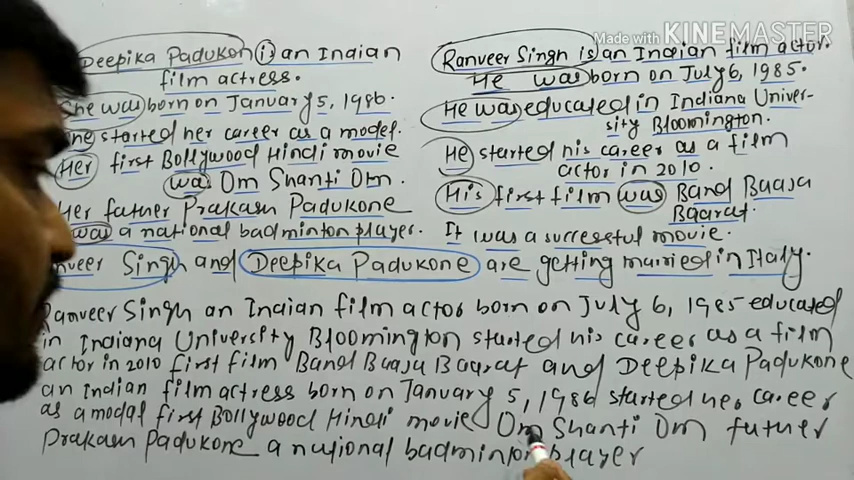 Made with KINEMASTER
Deepika Padukon is an Indian
film actress.
She was born on January 5, 1986.
started her career as a model.
Her first Bollywood Hindi movie
was Om Shanti Om.
Her father Prakash Padukone
was a national badminton player.
Ranveer Singh is an Indian film actor.
He was born on July 6, 1985.
He was educated in Indiana Univer-
sity Bloomington.
He started his career as a film
actor in 2010.
His first film was Band Baaja
Baarat.
It was a successful movie.
Singh and Deepika Padukone are getting married in Italy.
Ranveer Singh an Indian film actor born on July 6, 1985 educated
in Indiana University Bloomington started his career as a film
actor in 2010 first film Band Baaja Baarat and Deepika Padukone
an Indian film actress born on January 5, 1986 started her career
as a modal first Bollywood Hindi movie Om Shanti Om father
Prakash Padukone a national badminton player